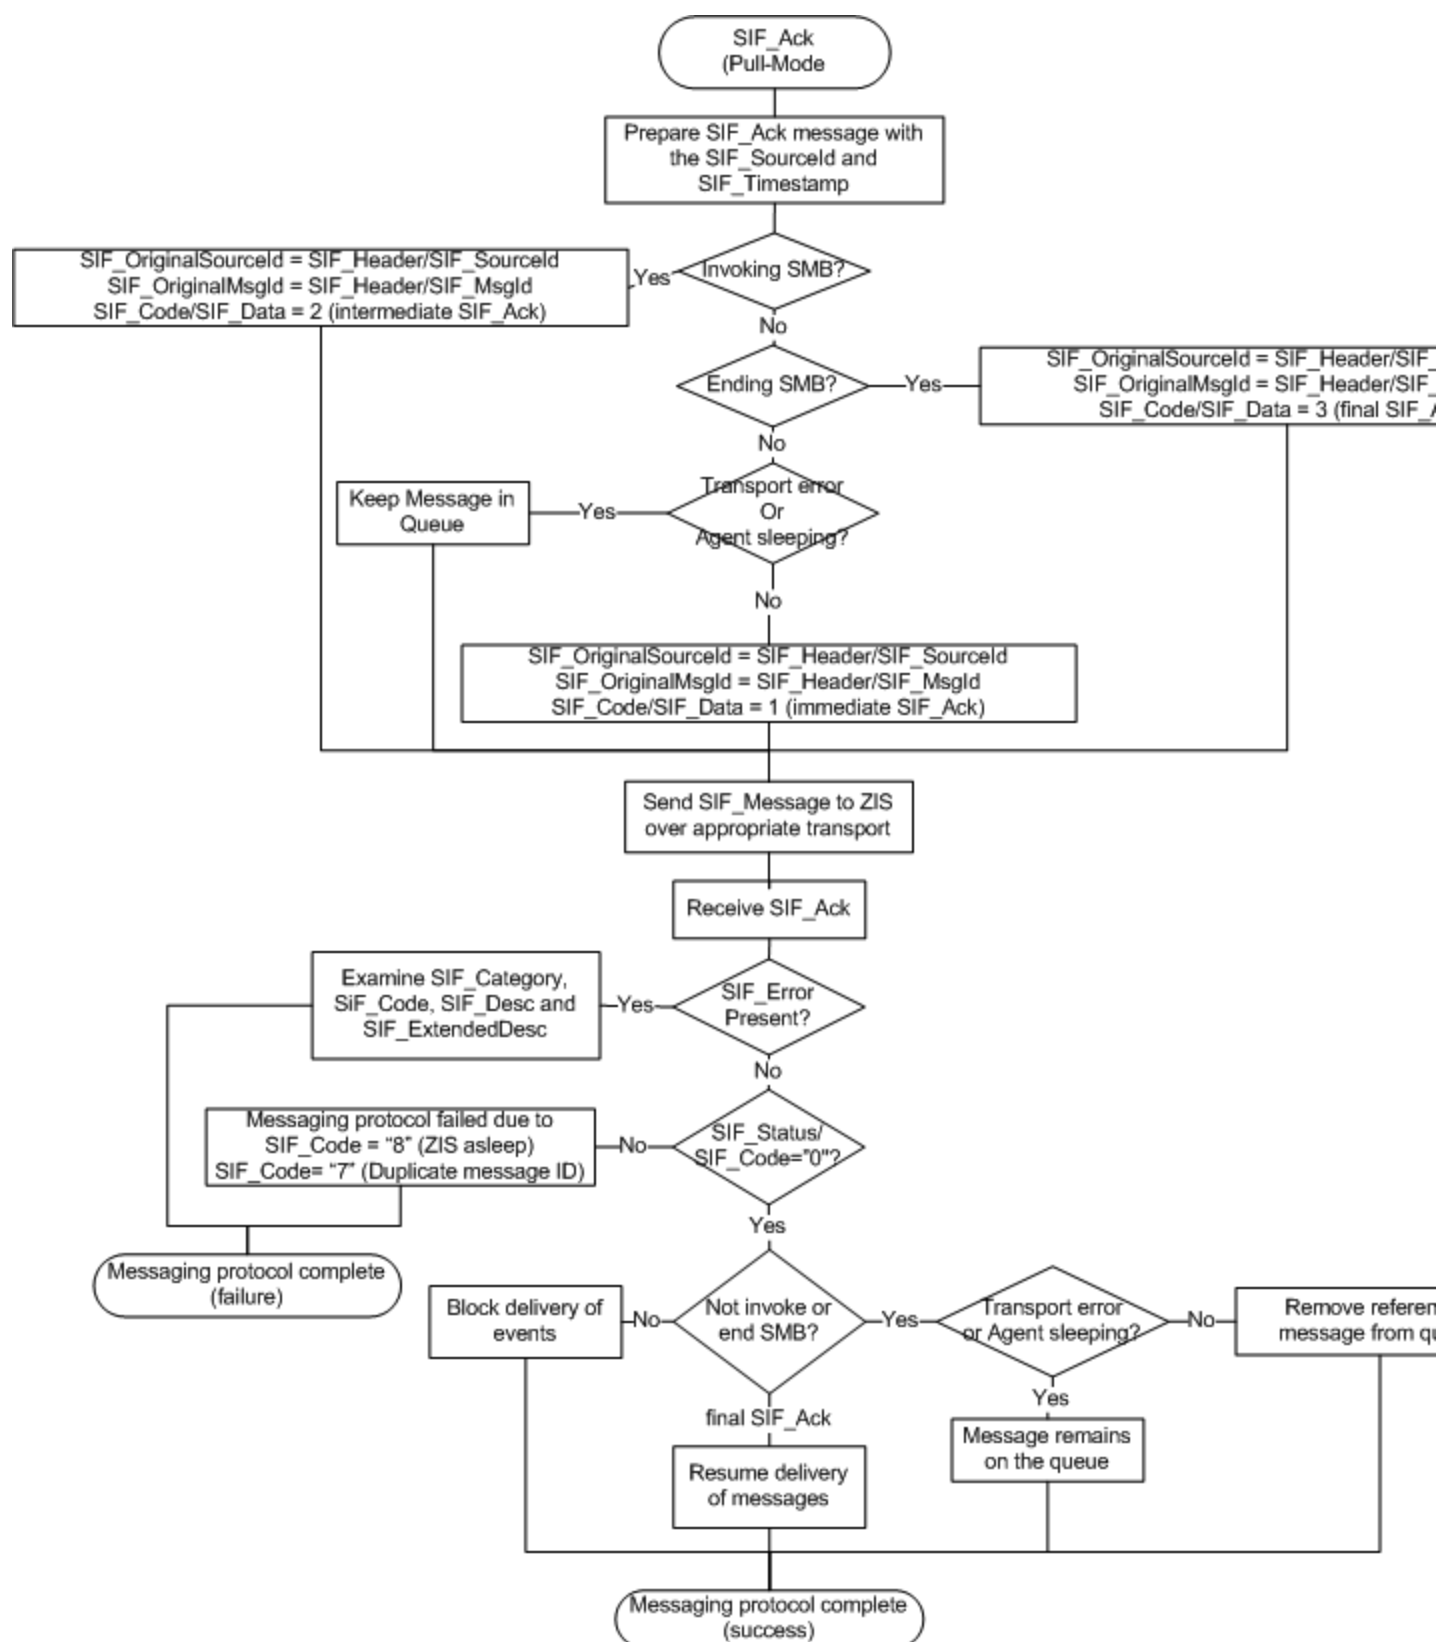 SIF_Ack
(Pull-Mode
Prepare SIF_Ack message with
the SIF_SourceId and
SIF_Timestamp
Invoking SMB?
Yes
SIF_OriginalSourceId = SIF_Header/SIF_SourceId
SIF_OriginalMsgId = SIF_Header/SIF_MsgId
SIF_Code/SIF_Data = 2 (intermediate SIF_Ack)
No
Ending SMB?
Yes
SIF_OriginalSourceId = SIF_Header/SIF_
SIF_OriginalMsgId = SIF_Header/SIF_
SIF_Code/SIF_Data = 3 (final SIF_A
No
Transport error
Or
Agent sleeping?
Yes
Keep Message in
Queue
No
SIF_OriginalSourceId = SIF_Header/SIF_SourceId
SIF_OriginalMsgId = SIF_Header/SIF_MsgId
SIF_Code/SIF_Data = 1 (immediate SIF_Ack)
Send SIF_Message to ZIS
over appropriate transport
Receive SIF_Ack
SIF_Error
Present?
Yes
Examine SIF_Category,
SiF_Code, SIF_Desc and
SIF_ExtendedDesc
No
SIF_Status/
SIF_Code="0"?
No
Messaging protocol failed due to
SIF_Code = “8” (ZIS asleep)
SIF_Code= “7” (Duplicate message ID)
Messaging protocol complete
(failure)
Yes
Not invoke or
end SMB?
No
Block delivery of
events
Yes
Transport error
or Agent sleeping?
No
Remove referen
message from qu
Yes
Message remains
on the queue
final SIF_Ack
Resume delivery
of messages
Messaging protocol complete
(success)